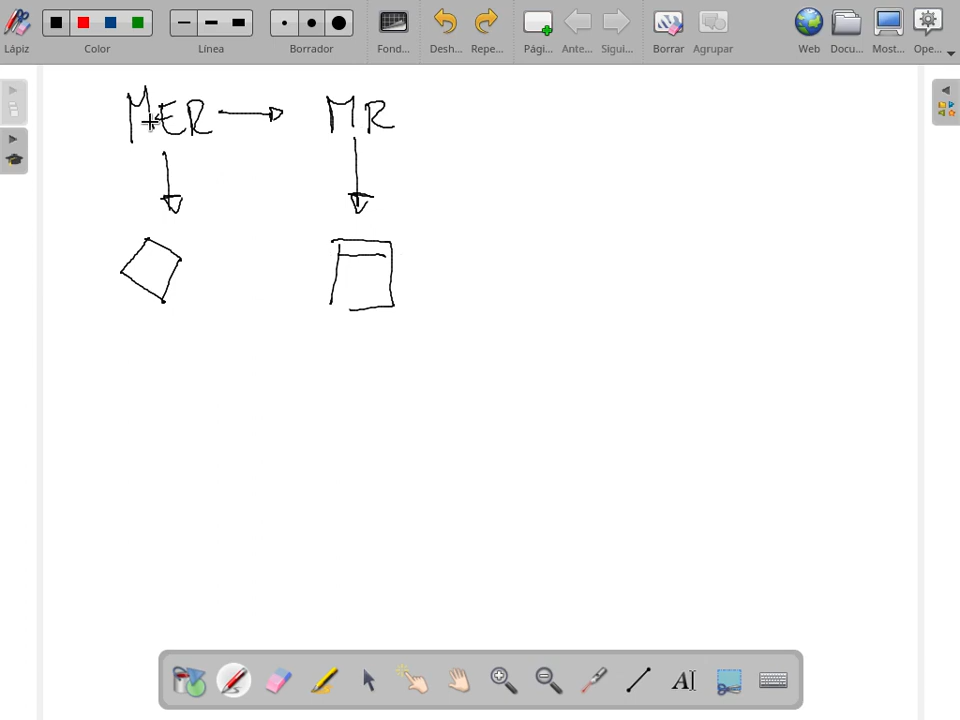 Lápiz Color Línea Borrador Fond... Desh... Repe... Pági... Ante... Sigui... Borrar Agrupar Web Docu... Most... Ope...
MER → MR
A